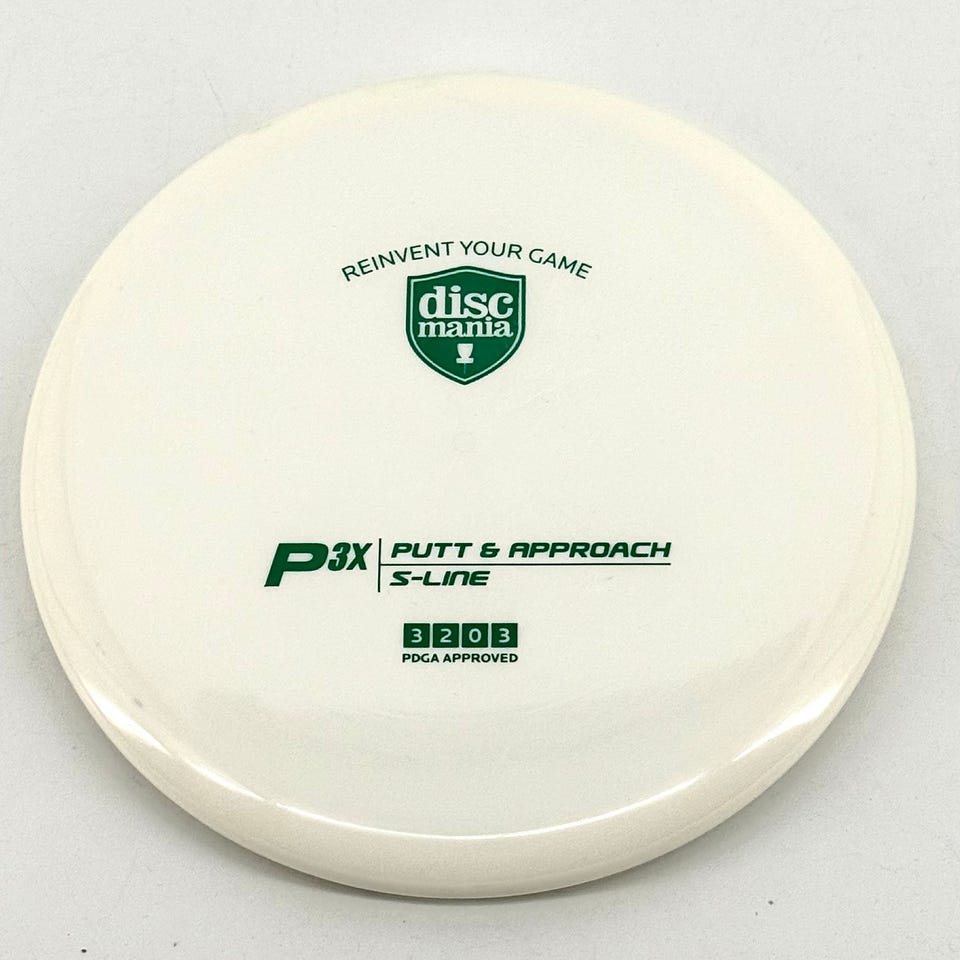 REINVENT YOUR GAME
disc
mania
P3X PUTT & APPROACH
S-LINE
3 2 0 3
PDGA APPROVED